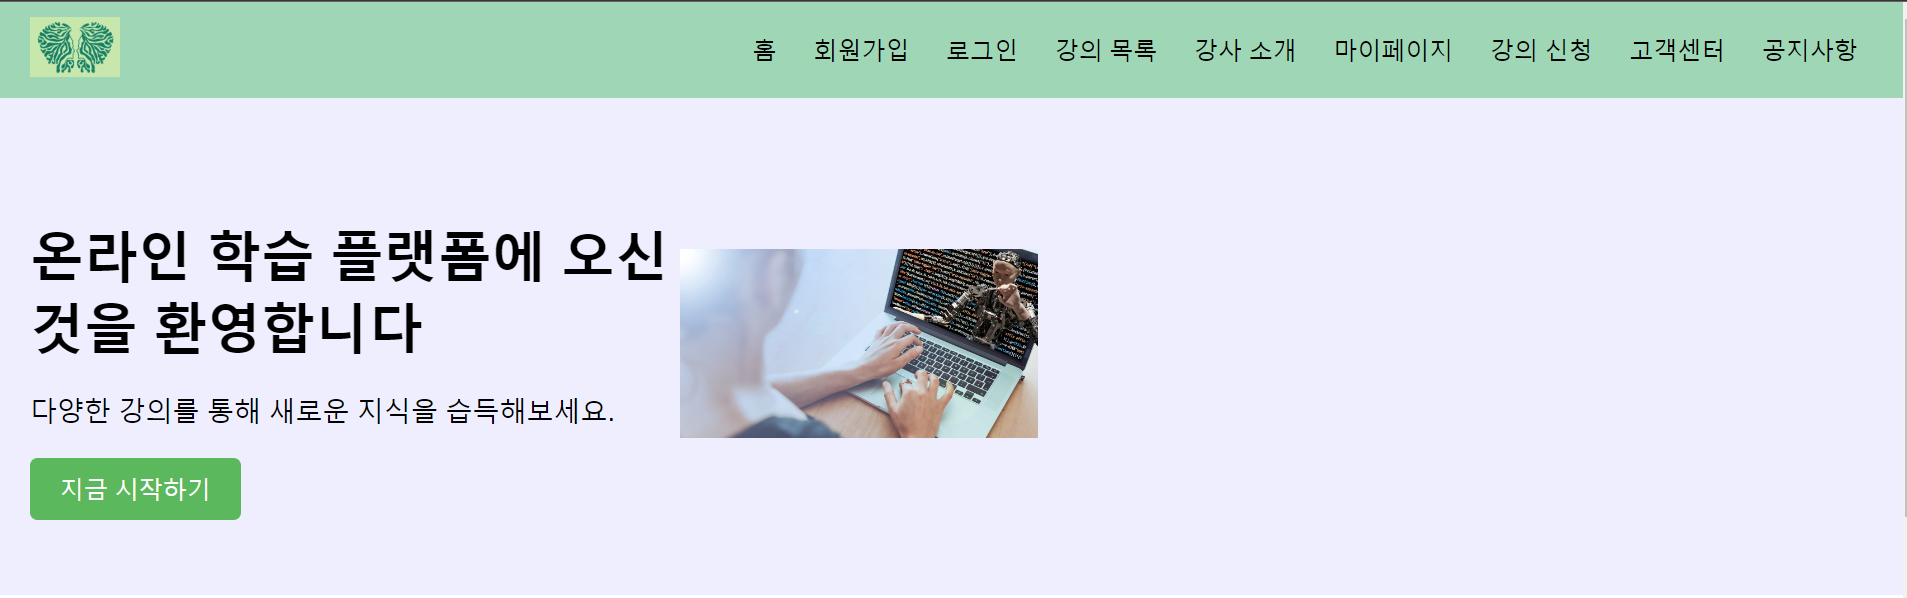 홈 회원가입 로그인 강의 목록 강사 소개 마이페이지 강의 신청 고객센터 공지사항
온라인 학습 플랫폼에 오신
것을 환영합니다
다양한 강의를 통해 새로운 지식을 습득해보세요.
지금 시작하기